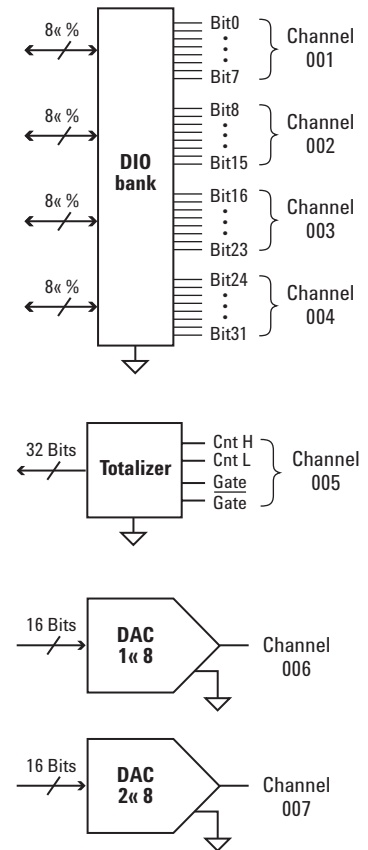 8« %
Bit0
Bit7
Channel
001
8« %
Bit8
Bit15
Channel
002
DIO
bank
8« %
Bit16
Bit23
Channel
003
8« %
Bit24
Bit31
Channel
004
32 Bits
Totalizer
Cnt H
Cnt L
Gate
Gate
Channel
005
16 Bits
DAC
1« 8
Channel
006
16 Bits
DAC
2« 8
Channel
007